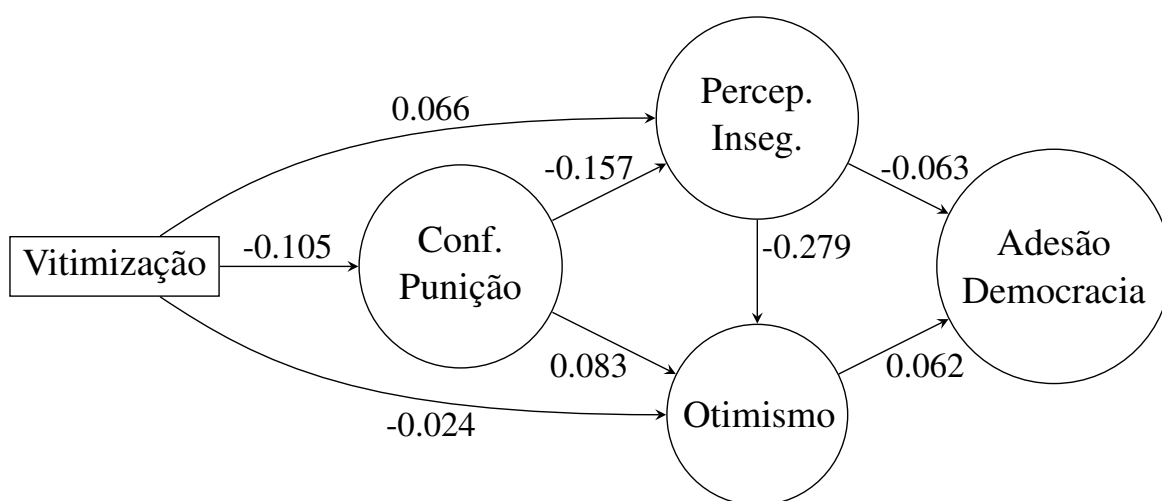 Percep.
Inseg.
0.066
-0.157
-0.063
Vitimização
-0.105
Conf.
Punição
-0.279
Adesão
Democracia
0.083
0.062
-0.024
Otimismo